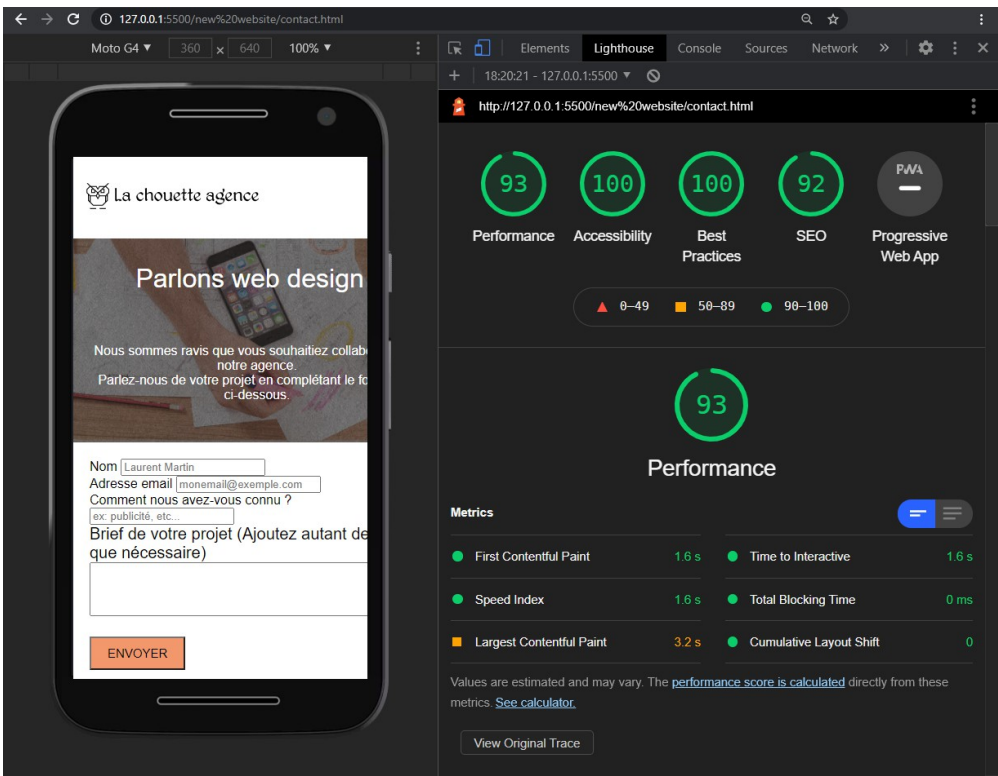 127.0.0.1:5500/new%20website/contact.html
Moto G4 ▼ 360 x 640 100% ▼
Elements Lighthouse Console Sources Network »
18:20:21 - 127.0.0.1:5500 ▼
http://127.0.0.1:5500/new%20website/contact.html
La chouette agence
Parlons web design
Nous sommes ravis que vous souhaitiez collab
notre agence.
Parlez-nous de votre projet en complétant le fo
ci-dessous.
Nom Laurent Martin
Adresse email monemail@exemple.com
Comment nous avez-vous connu ?
ex: publicité, etc...
Brief de votre projet (Ajoutez autant de
que nécessaire)
ENVOYER
93 100 100 92 PWA
Performance Accessibility Best Practices SEO Progressive Web App
0–49 50–89 90–100
93
Performance
Metrics
First Contentful Paint 1.6 s
Time to Interactive 1.6 s
Speed Index 1.6 s
Total Blocking Time 0 ms
Largest Contentful Paint 3.2 s
Cumulative Layout Shift 0
Values are estimated and may vary. The performance score is calculated directly from these
metrics. See calculator.
View Original Trace